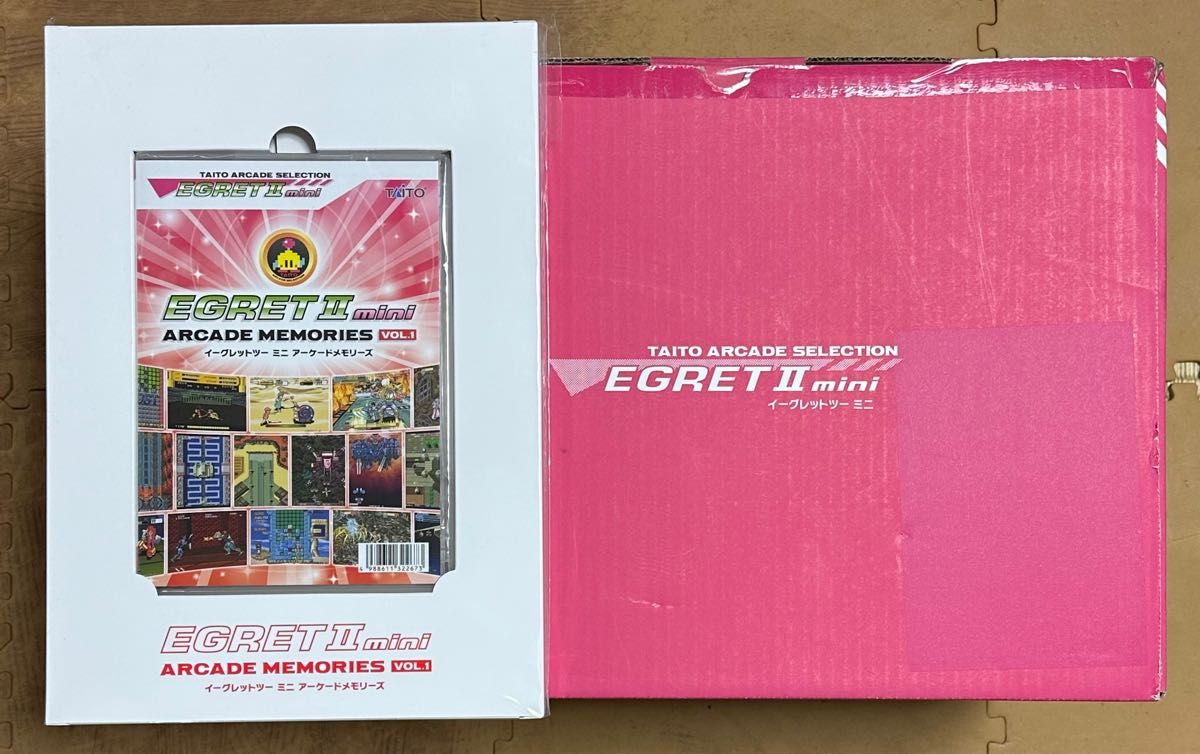 TAITO ARCADE SELECTION
EGRET II mini
TAITO
TAITO
EGRET II mini
ARCADE MEMORIES VOL.1
イーグレットツー ミニ アーケードメモリーズ
4 988611 322673
EGRET II mini
ARCADE MEMORIES VOL.1
イーグレットツー ミニ アーケードメモリーズ
TAITO ARCADE SELECTION
EGRET II mini
イーグレットツー ミニ